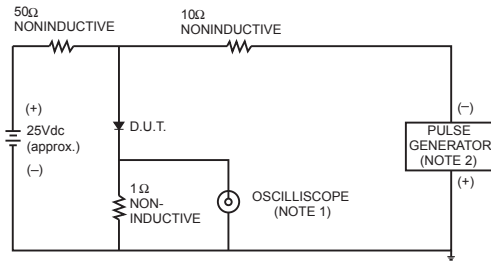 50Ω
NONINDUCTIVE
10Ω
NONINDUCTIVE
(+)
25Vdc
(approx.)
(–)
D.U.T.
1Ω
NON-
INDUCTIVE
OSCILLISCOPE
(NOTE 1)
(–)
PULSE
GENERATOR
(NOTE 2)
(+)